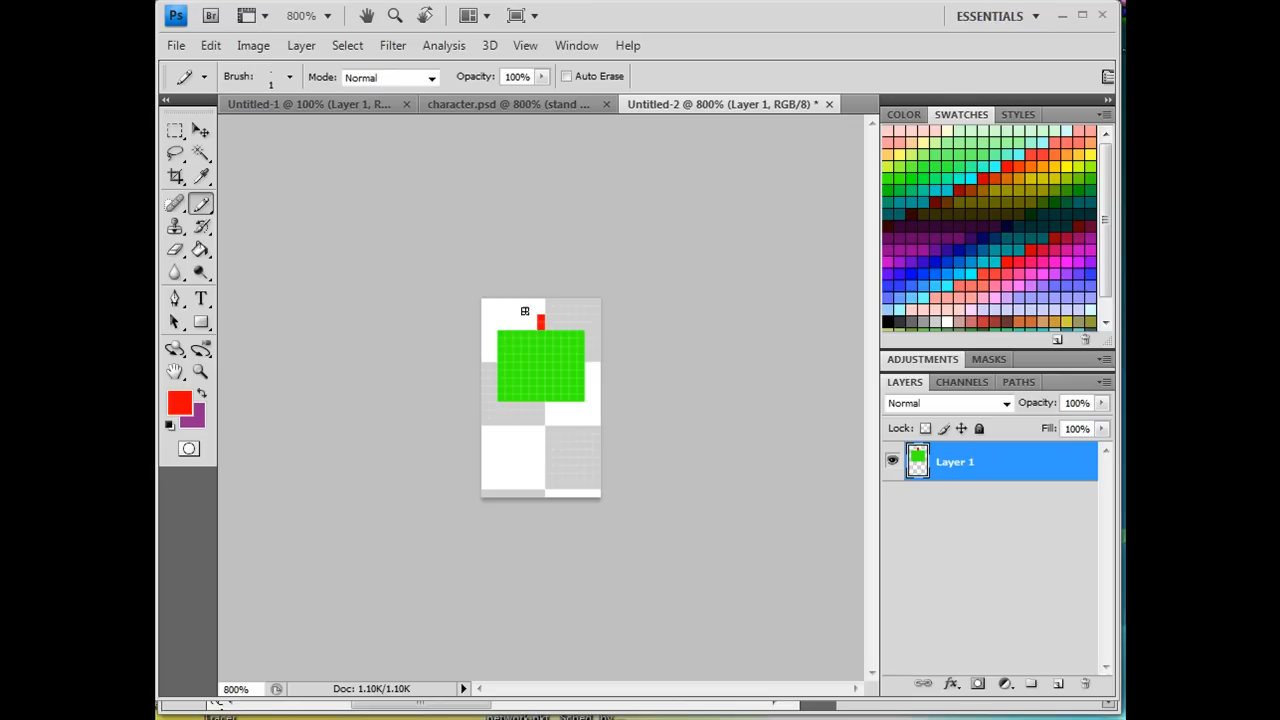 Ps Br 800% ESSENTIALS
File Edit Image Layer Select Filter Analysis 3D View Window Help
Brush: 1 Mode: Normal Opacity: 100% Auto Erase
Untitled-1 @ 100% (Layer 1, R... character.psd @ 800% (stand ... Untitled-2 @ 800% (Layer 1, RGB/8) *
COLOR SWATCHES STYLES
ADJUSTMENTS MASKS
LAYERS CHANNELS PATHS
Normal Opacity: 100%
Lock: Fill: 100%
Layer 1
800% Doc: 1.10K/1.10K